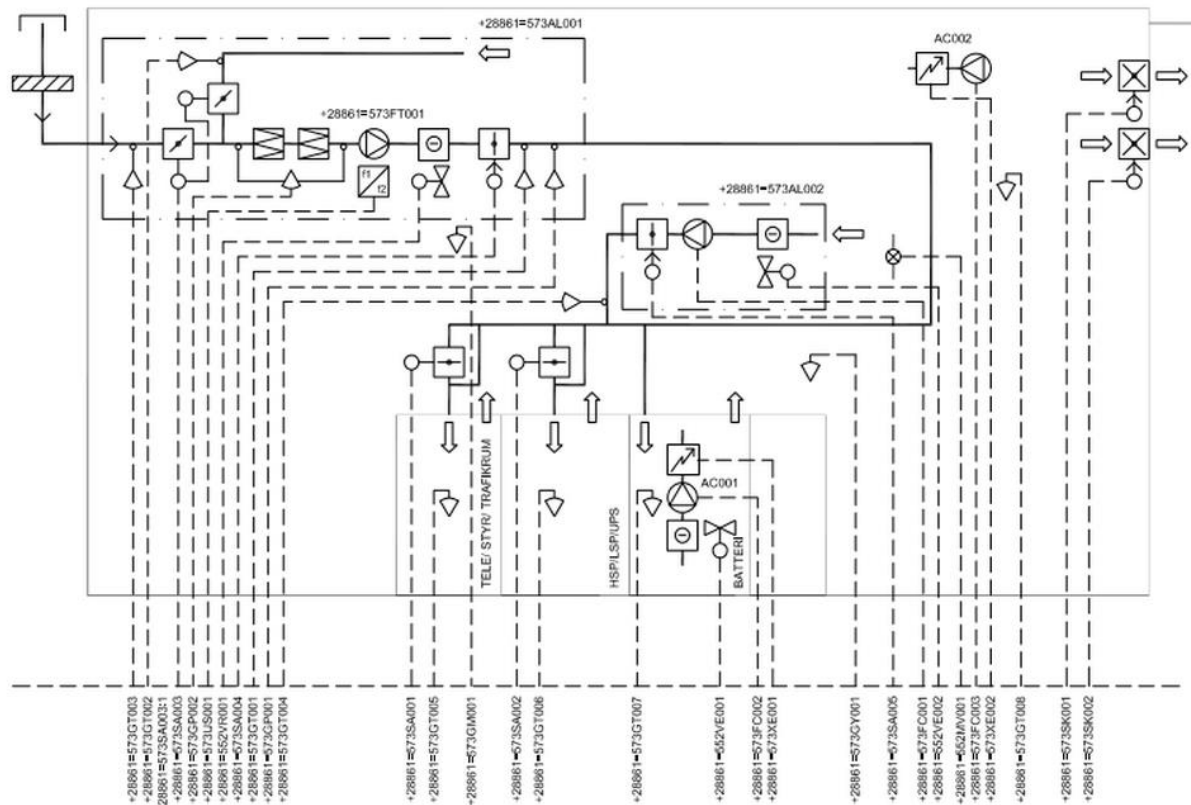 +28861=573AL001
AC002
+28861=573FT001
f1
f2
+28861=573AL002
AC001
TELE/ STYR/ TRAFIKRUM
HSP/LSP/UPS
BATTERI
+28861=573GT003
+28861=573GT002
28861=573SA003:1
+28861=573SA003
+28861=573GP002
+28861=573US001
+28861=552VR001
+28861=573SA004
+28861=573GT001
+28861=573GP001
+28861=573GT004
+28861=573SA001
+28861=573GT005
+28861=573GM001
+28861=573SA002
+28861=573GT006
+28861=573GT007
+28861=552VE001
+28861=573FC002
+28861=573XE001
+28861=573GY001
+28861=573SA005
+28861=573FC001
+28861=552VE002
+28861=552MV001
+28861=573FC003
+28861=573XE002
+28861=573GT008
+28861=573SK001
+28861=573SK002